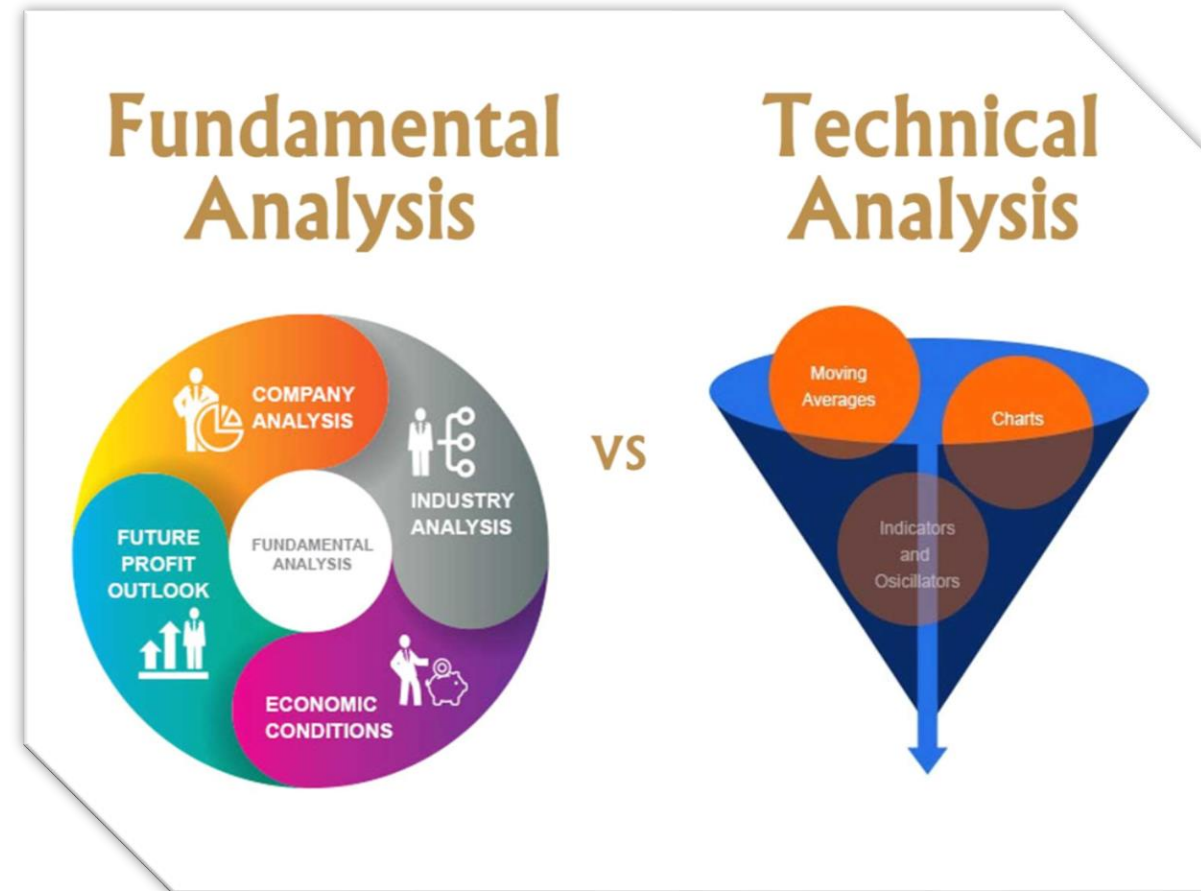 Fundamental
Analysis
Technical
Analysis
COMPANY
ANALYSIS
INDUSTRY
ANALYSIS
FUTURE
PROFIT
OUTLOOK
FUNDAMENTAL
ANALYSIS
ECONOMIC
CONDITIONS
VS
Moving
Averages
Charts
Indicators
and
Osicillators